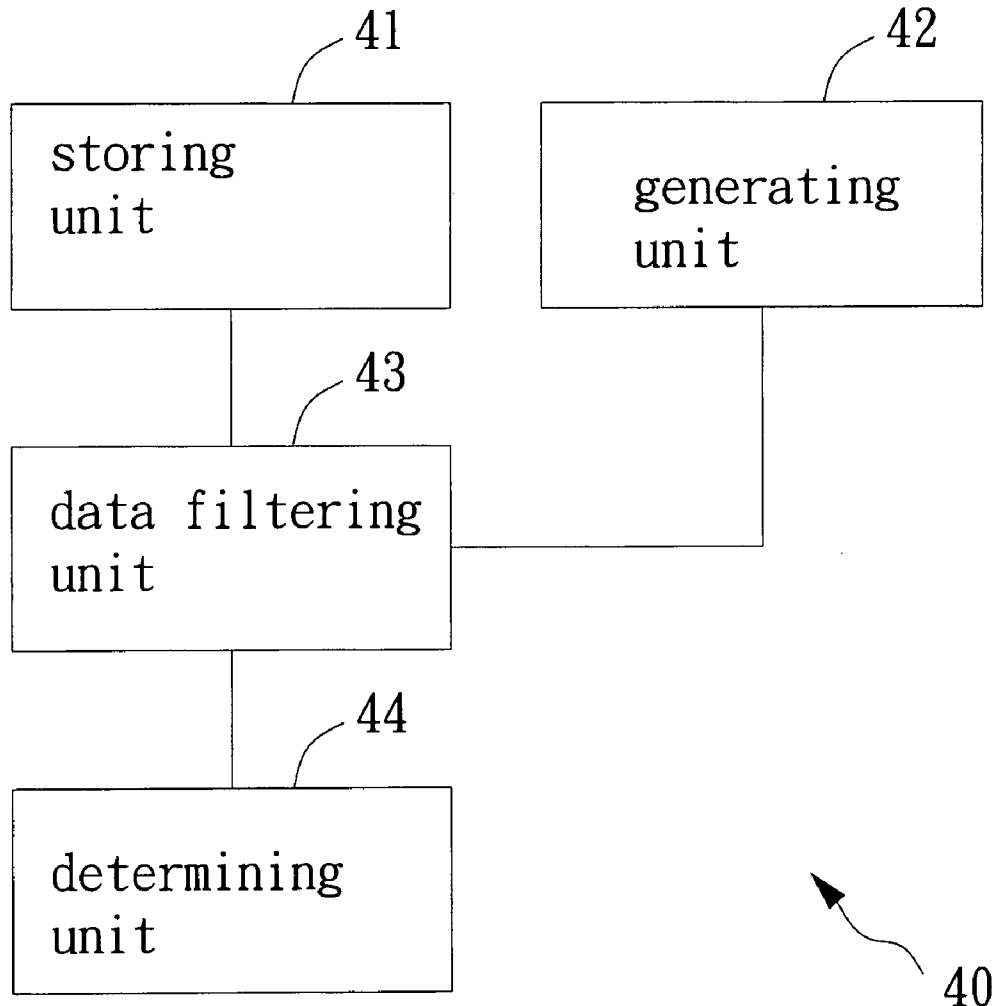 41
42
storing
unit
generating
unit
43
data filtering
unit
44
determining
unit
40